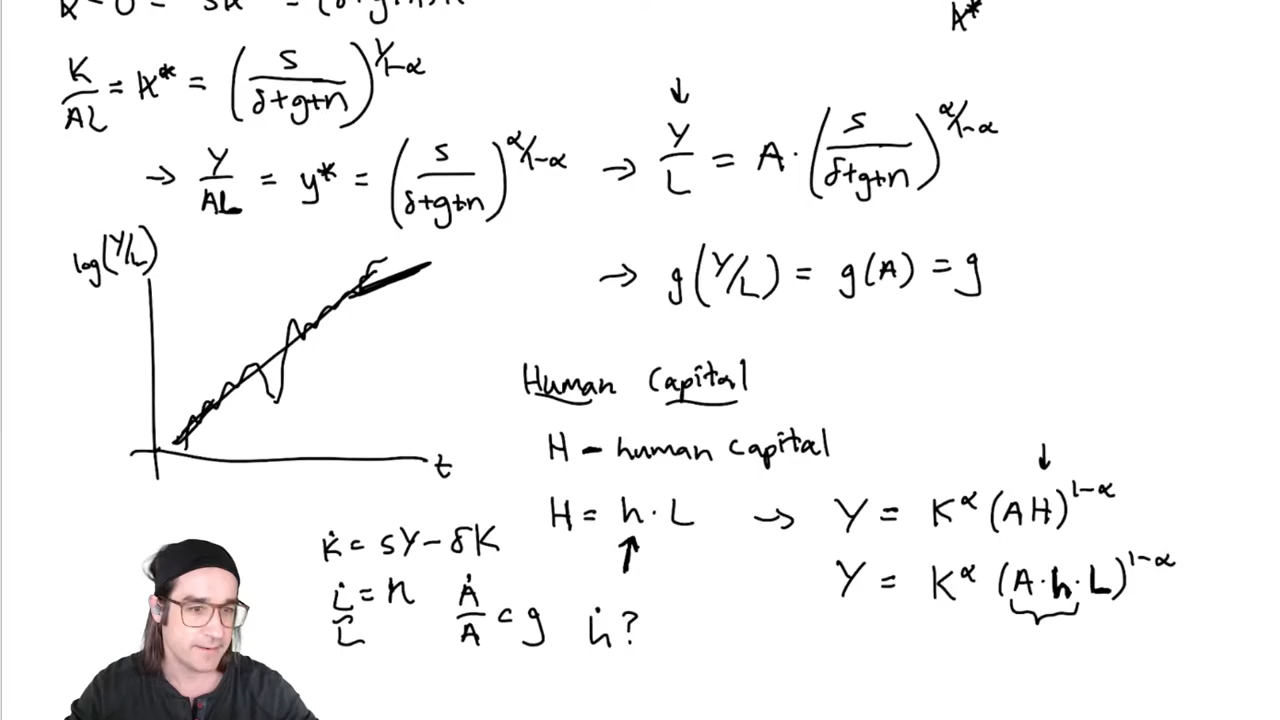 K/AL = k* = (s/(δ+g+n))^(1/1-α)
k*
→ Y/AL = y* = (s/(δ+g+n))^(α/1-α) → Y/L = A · (s/(δ+g+n))^(α/1-α)
log(Y/L)
→ g(Y/L) = g(A) = g
t
Human Capital
H - human capital
H = h · L → Y = K^α (AH)^(1-α)
Y = K^α (A · h · L)^(1-α)
K̇ = sY - δK
L̇/L = n Ȧ/A = g ḣ?